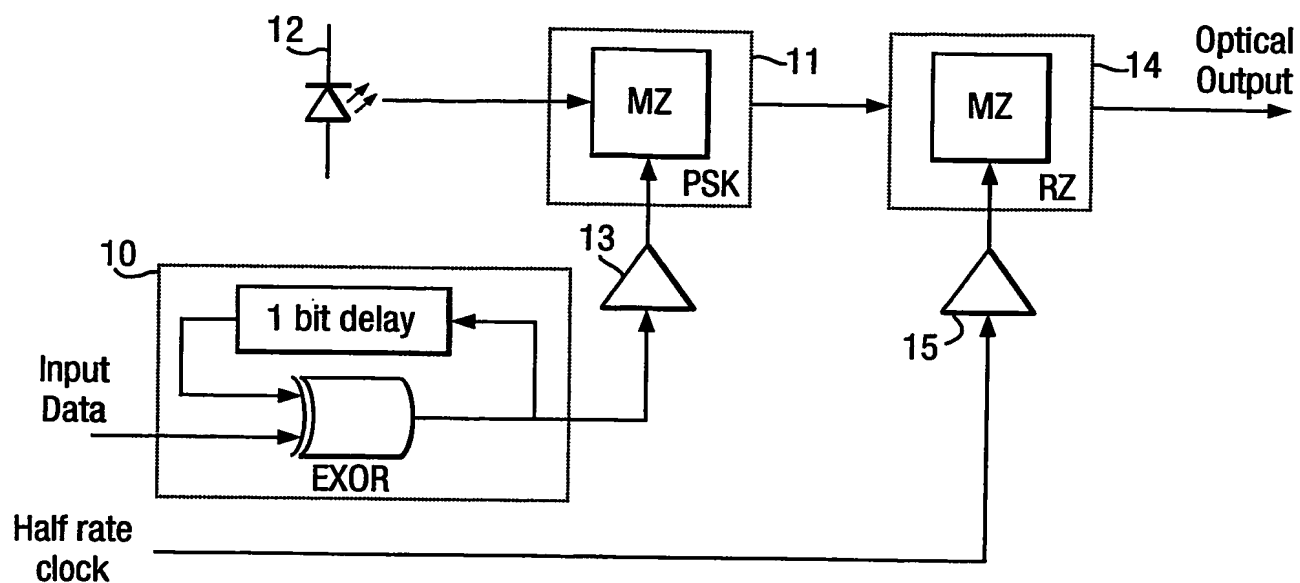 12
MZ
PSK
11
MZ
RZ
14
Optical
Output
10
1 bit delay
13
15
Input
Data
EXOR
Half rate
clock